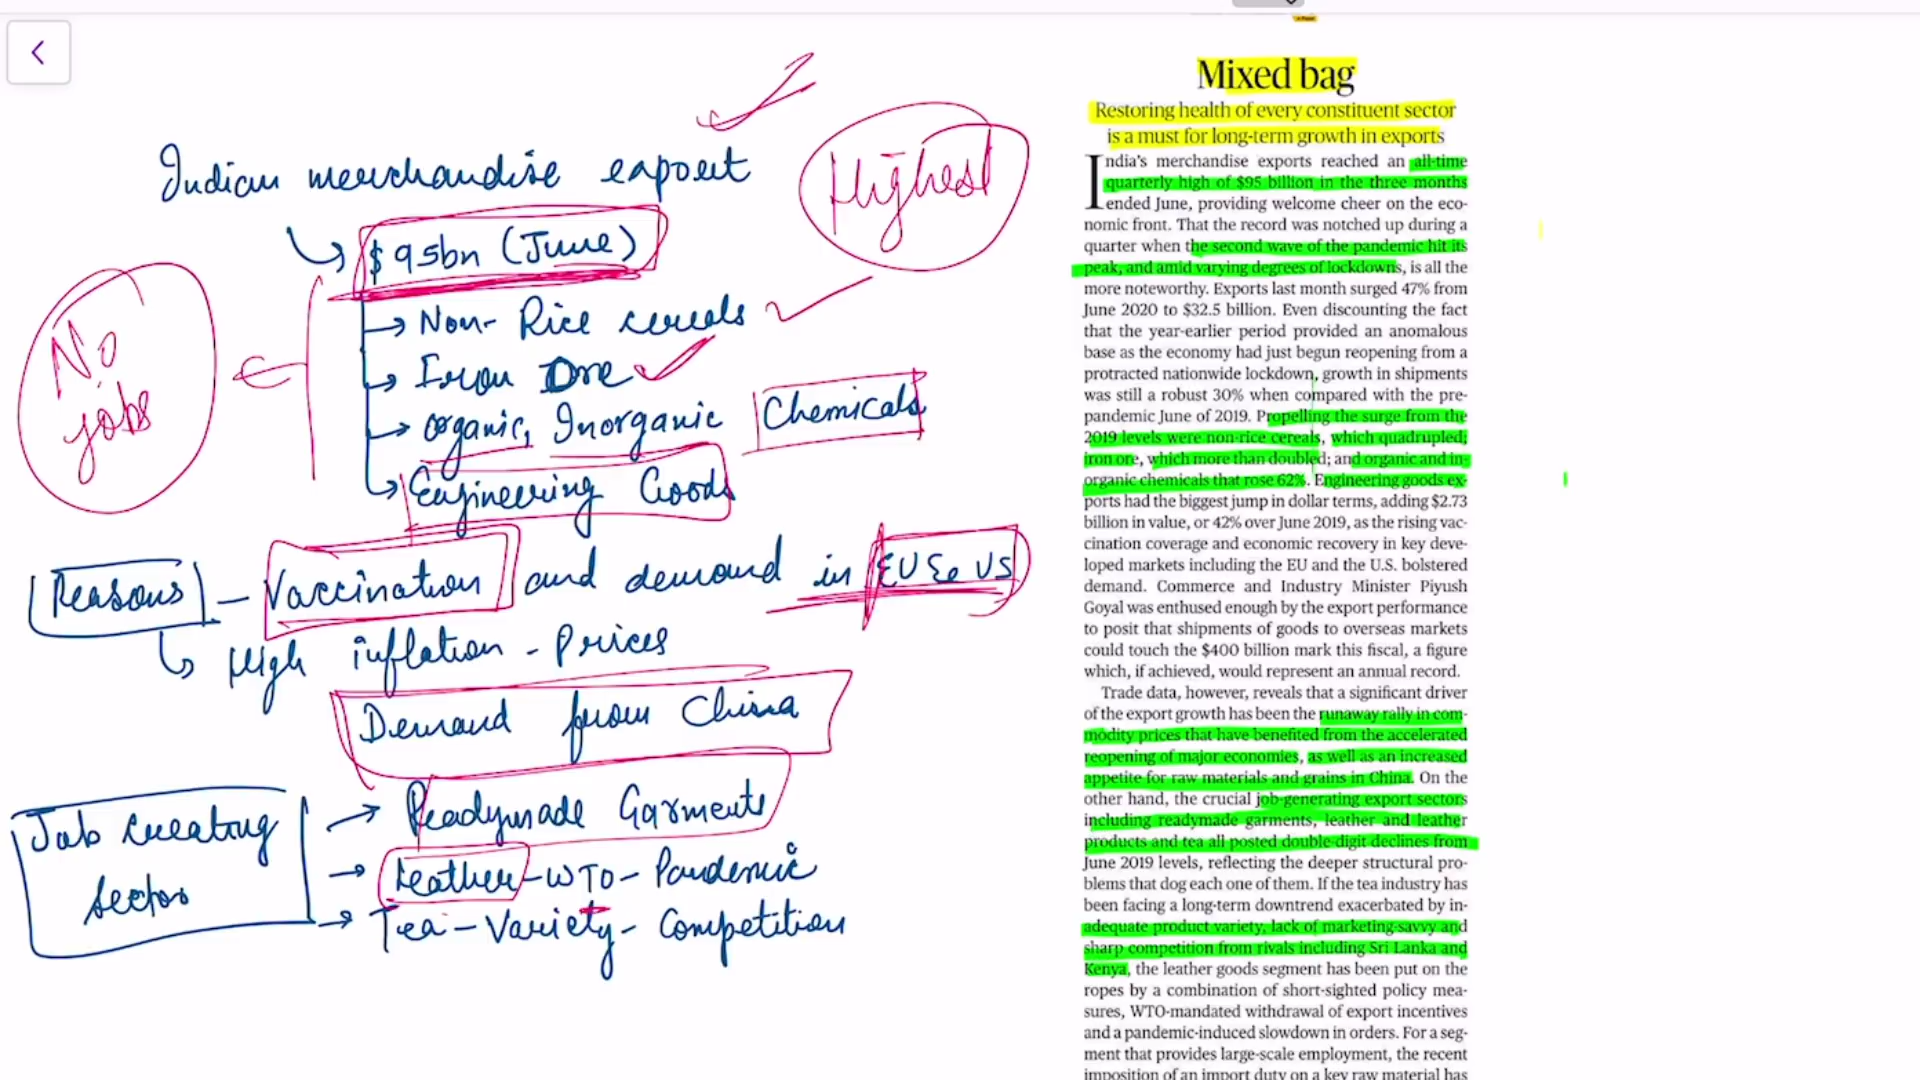 Indian merchandise export
Highest
$95bn (June)
No
jobs
Non-Rice cereals
Iron Ore
organic, Inorganic Chemicals
Engineering Goods
Reasons - Vaccination and demand in EU & US
High inflation - Prices
Demand from China
Job creating
sector
Readymade Garments
Leather - WTO - Pandemic
Tea - Variety - Competition
Mixed bag
Restoring health of every constituent sector
is a must for long-term growth in exports
India's merchandise exports reached an all-time
quarterly high of $95 billion in the three months
ended June, providing welcome cheer on the eco-
nomic front. That the record was notched up during a
quarter when the second wave of the pandemic hit its
peak, and amid varying degrees of lockdowns, is all the
more noteworthy. Exports last month surged 47% from
June 2020 to $32.5 billion. Even discounting the fact
that the year-earlier period provided an anomalous
base as the economy had just begun reopening from a
protracted nationwide lockdown, growth in shipments
was still a robust 30% when compared with the pre-
pandemic June of 2019. Propelling the surge from the
2019 levels were non-rice cereals, which quadrupled;
iron ore, which more than doubled; and organic and in-
organic chemicals that rose 62%. Engineering goods ex-
ports had the biggest jump in dollar terms, adding $2.73
billion in value, or 42% over June 2019, as the rising vac-
cination coverage and economic recovery in key deve-
loped markets including the EU and the U.S. bolstered
demand. Commerce and Industry Minister Piyush
Goyal was enthused enough by the export performance
to posit that shipments of goods to overseas markets
could touch the $400 billion mark this fiscal, a figure
which, if achieved, would represent an annual record.
Trade data, however, reveals that a significant driver
of the export growth has been the runaway rally in com-
modity prices that have benefited from the accelerated
reopening of major economies, as well as an increased
appetite for raw materials and grains in China. On the
other hand, the crucial job-generating export sectors
including readymade garments, leather and leather
products and tea all posted double-digit declines from
June 2019 levels, reflecting the deeper structural pro-
blems that dog each one of them. If the tea industry has
been facing a long-term downtrend exacerbated by in-
adequate product variety, lack of marketing-savvy and
sharp competition from rivals including Sri Lanka and
Kenya, the leather goods segment has been put on the
ropes by a combination of short-sighted policy mea-
sures, WTO-mandated withdrawal of export incentives
and a pandemic-induced slowdown in orders. For a seg-
ment that provides large-scale employment, the recent
imposition of an import duty on a key raw material has